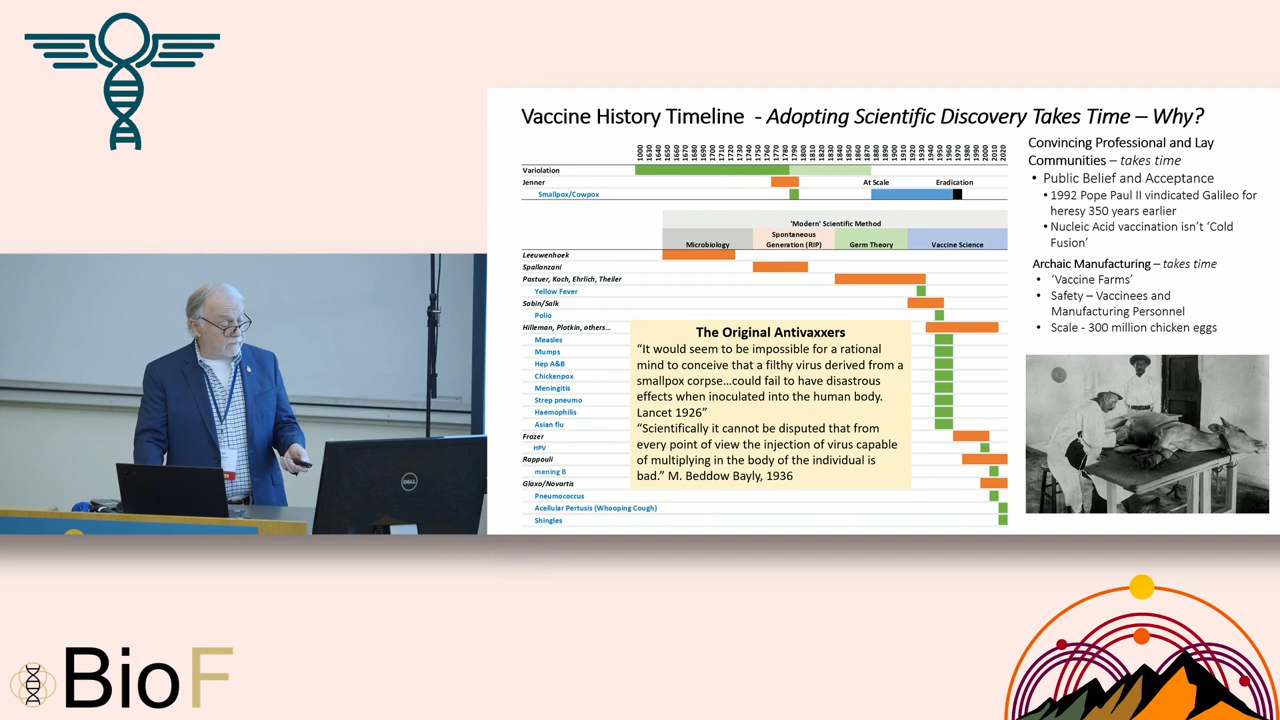 Vaccine History Timeline - Adopting Scientific Discovery Takes Time – Why?
1000 1630 1640 1650 1660 1670 1680 1690 1700 1710 1720 1730 1740 1750 1760 1770 1780 1790 1800 1810 1820 1830 1840 1850 1860 1870 1880 1890 1900 1910 1920 1930 1940 1950 1960 1970 1980 1990 2000 2010 2020
Variolation
Jenner
At Scale
Eradication
Smallpox/Cowpox
'Modern' Scientific Method
Microbiology
Spontaneous
Generation (RIP)
Germ Theory
Vaccine Science
Leeuwenhoek
Spallanzani
Pastuer, Koch, Ehrlich, Theiler
Yellow Fever
Sabin/Salk
Polio
Hilleman, Plotkin, others...
Measles
Mumps
Hep A&B
Chickenpox
Meningitis
Strep pneumo
Haemophilis
Asian flu
Frazer
HPV
Rappouli
mening B
Glaxo/Novartis
Pneumococcus
Acellular Pertusis (Whooping Cough)
Shingles
The Original Antivaxxers
“It would seem to be impossible for a rational
mind to conceive that a filthy virus derived from a
smallpox corpse…could fail to have disastrous
effects when inoculated into the human body.
Lancet 1926”
“Scientifically it cannot be disputed that from
every point of view the injection of virus capable
of multiplying in the body of the individual is
bad.” M. Beddow Bayly, 1936
Convincing Professional and Lay
Communities – takes time
• Public Belief and Acceptance
• 1992 Pope Paul II vindicated Galileo for
heresy 350 years earlier
• Nucleic Acid vaccination isn’t ‘Cold
Fusion’
Archaic Manufacturing – takes time
• ‘Vaccine Farms’
• Safety – Vaccinees and
Manufacturing Personnel
• Scale - 300 million chicken eggs
DELL
BioF